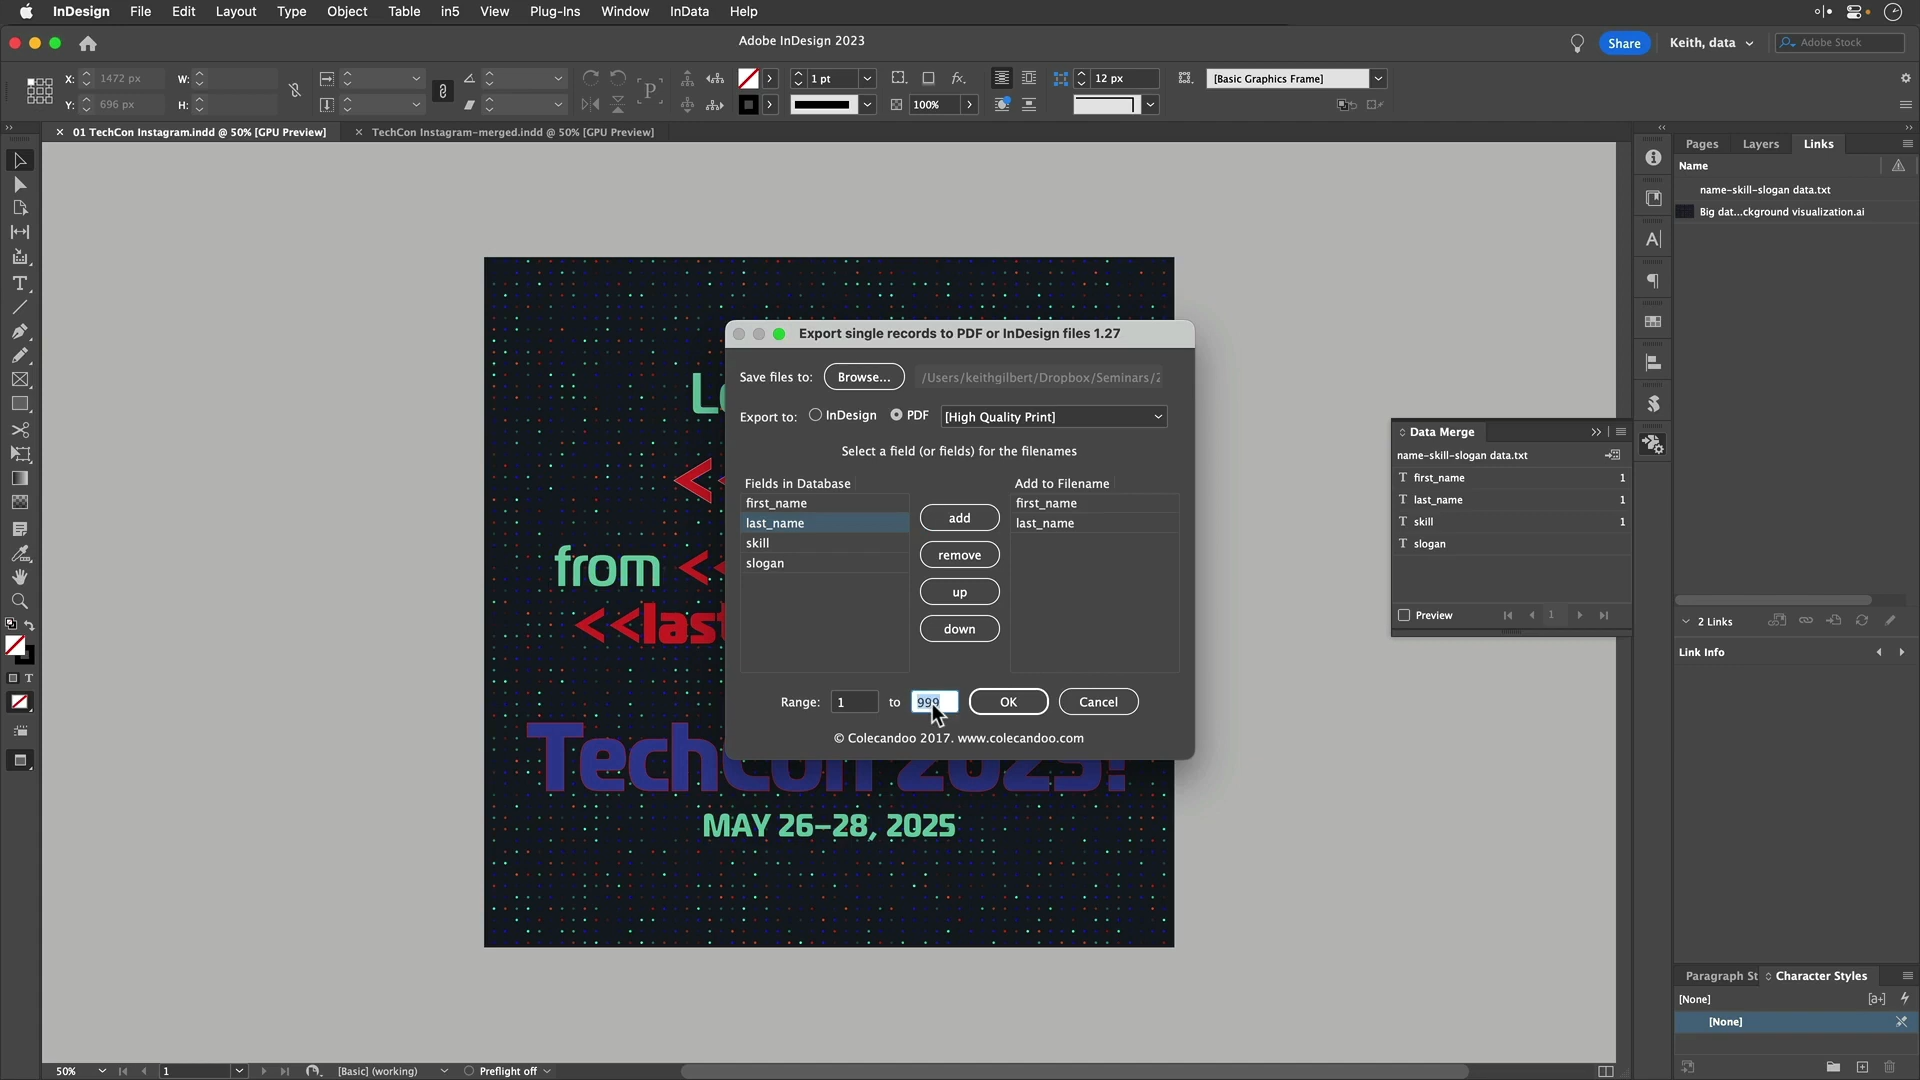 InDesign File Edit Layout Type Object Table in5 View Plug-Ins Window InData Help
Adobe InDesign 2023
Share
Keith, data
Adobe Stock
X: 1472 px W:
Y: 696 px H:
1 pt
100%
12 px
[Basic Graphics Frame]
01 TechCon Instagram.indd @ 50% [GPU Preview]
TechCon Instagram-merged.indd @ 50% [GPU Preview]
from <<
<<last
TechCon 2025!
MAY 26–28, 2025
Export single records to PDF or InDesign files 1.27
Save files to: Browse... /Users/keithgilbert/Dropbox/Seminars/2
Export to: InDesign PDF [High Quality Print]
Select a field (or fields) for the filenames
Fields in Database
first_name
last_name
skill
slogan
add
remove
up
down
Add to Filename
first_name
last_name
Range: 1 to 999 OK Cancel
© Colecandoo 2017. www.colecandoo.com
Data Merge
name-skill-slogan data.txt
first_name 1
last_name 1
skill 1
slogan
Preview 1
Pages Layers Links
Name
name-skill-slogan data.txt
Big dat...ckground visualization.ai
2 Links
Link Info
Paragraph St Character Styles
[None]
[None]
50% 1 [Basic] (working) Preflight off